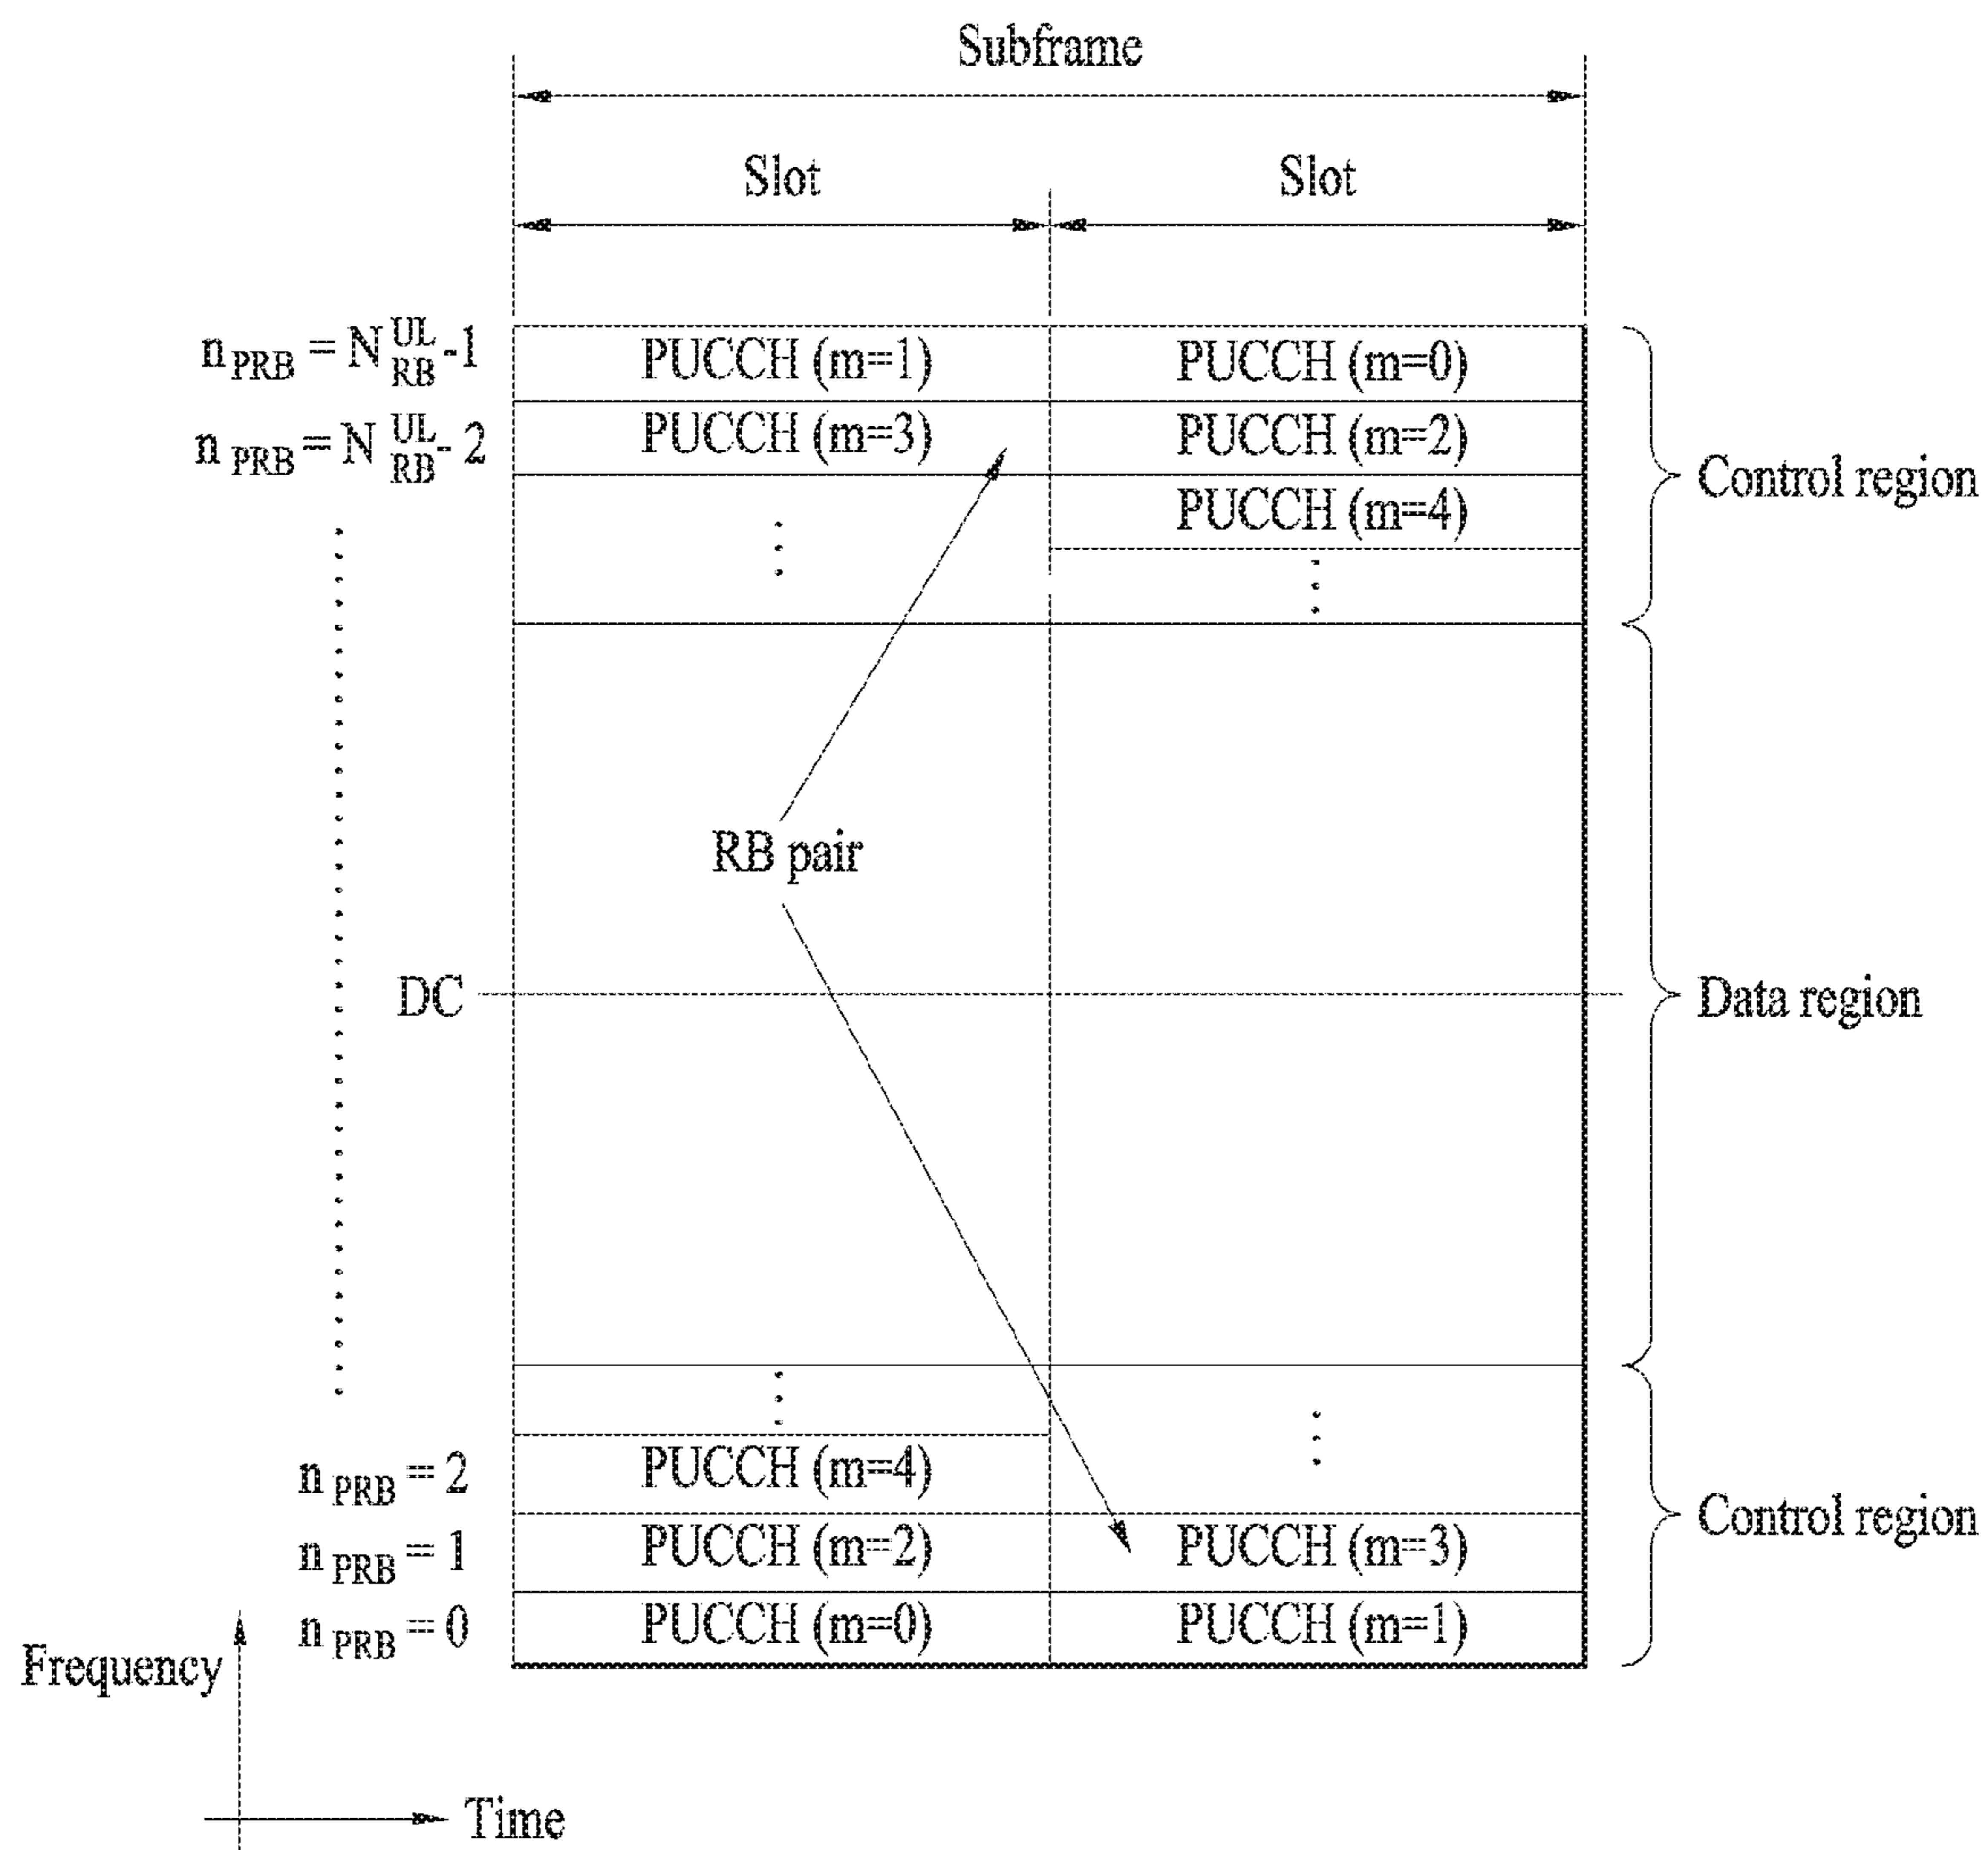 Subframe
Slot Slot
n PRB = N UL RB -1 PUCCH (m=1) PUCCH (m=0)
n PRB = N UL RB - 2 PUCCH (m=3) PUCCH (m=2)
Control region
PUCCH (m=4)
RB pair
DC
Data region
n PRB = 2 PUCCH (m=4)
Control region
n PRB = 1 PUCCH (m=2) PUCCH (m=3)
n PRB = 0 PUCCH (m=0) PUCCH (m=1)
Frequency
Time